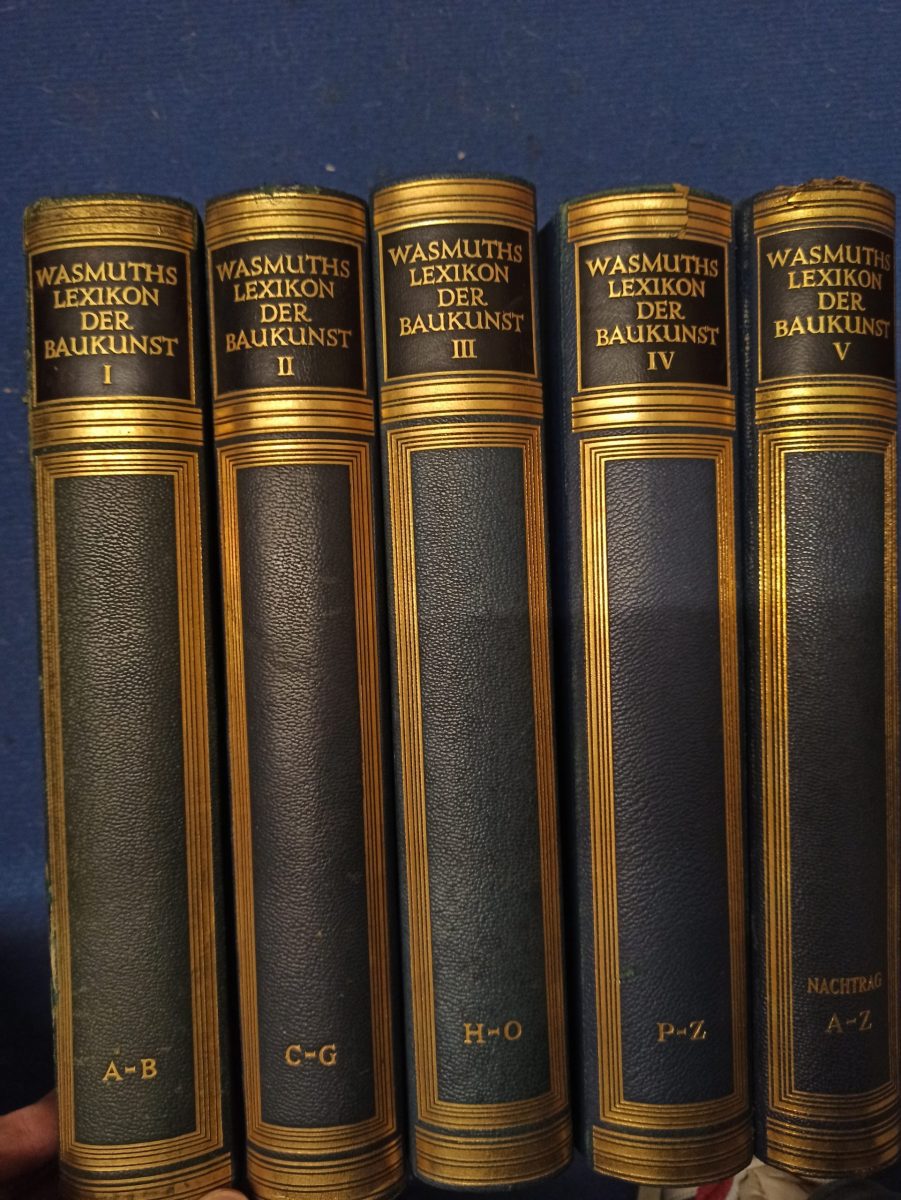 WASMUTHS
LEXIKON
DER
BAUKUNST
I
A-B
WASMUTHS
LEXIKON
DER
BAUKUNST
II
C-G
WASMUTHS
LEXIKON
DER
BAUKUNST
III
H-O
WASMUTHS
LEXIKON
DER
BAUKUNST
IV
P-Z
WASMUTHS
LEXIKON
DER
BAUKUNST
V
NACHTRAG
A-Z